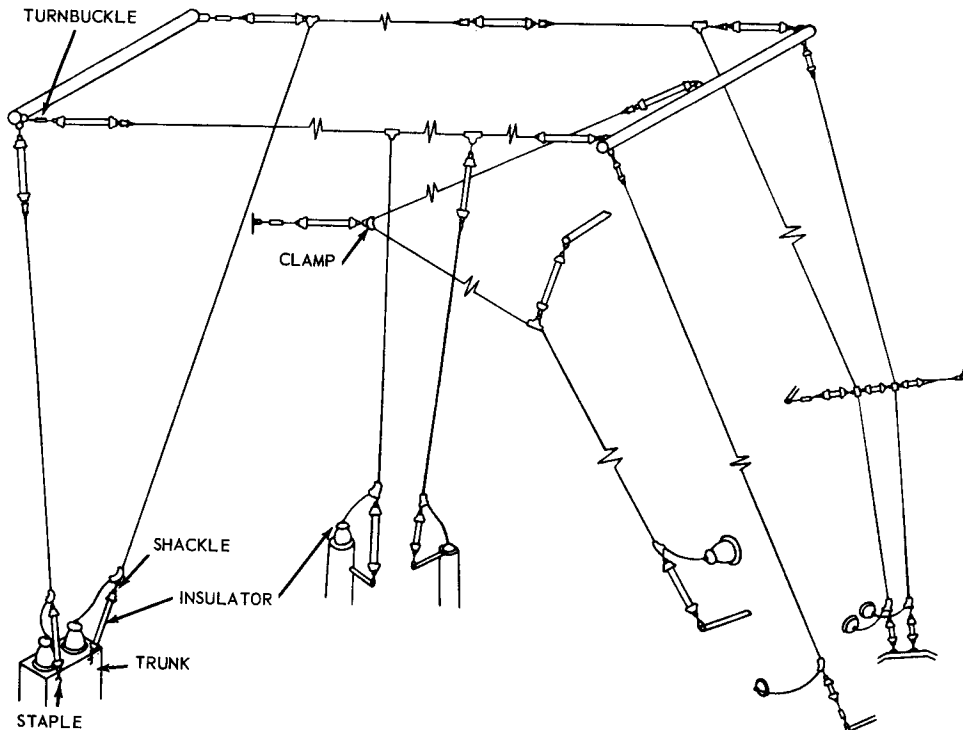 TURNBUCKLE
CLAMP
SHACKLE
INSULATOR
TRUNK
STAPLE